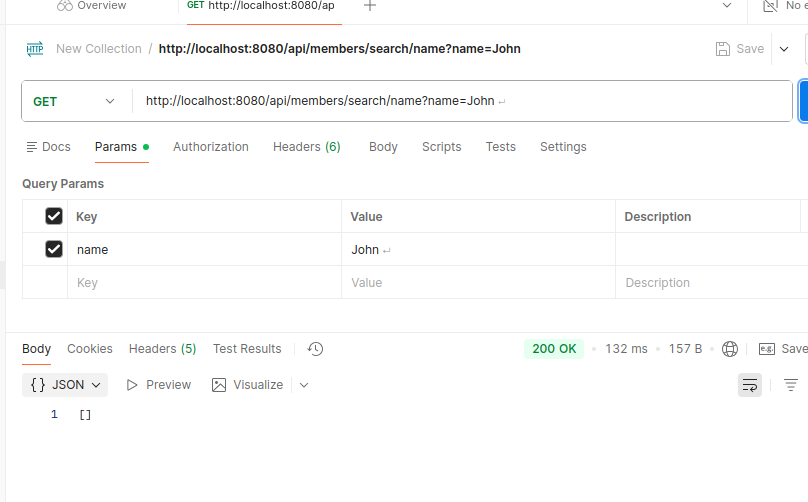 Overview GET http://localhost:8080/ap No e
HTTP New Collection / http://localhost:8080/api/members/search/name?name=John Save
GET http://localhost:8080/api/members/search/name?name=John ↵
Docs Params Authorization Headers (6) Body Scripts Tests Settings
Query Params
Key Value Description
name John ↵
Key Value Description
Body Cookies Headers (5) Test Results 200 OK • 132 ms • 157 B • e.g. Save
{} JSON Preview Visualize
1 []